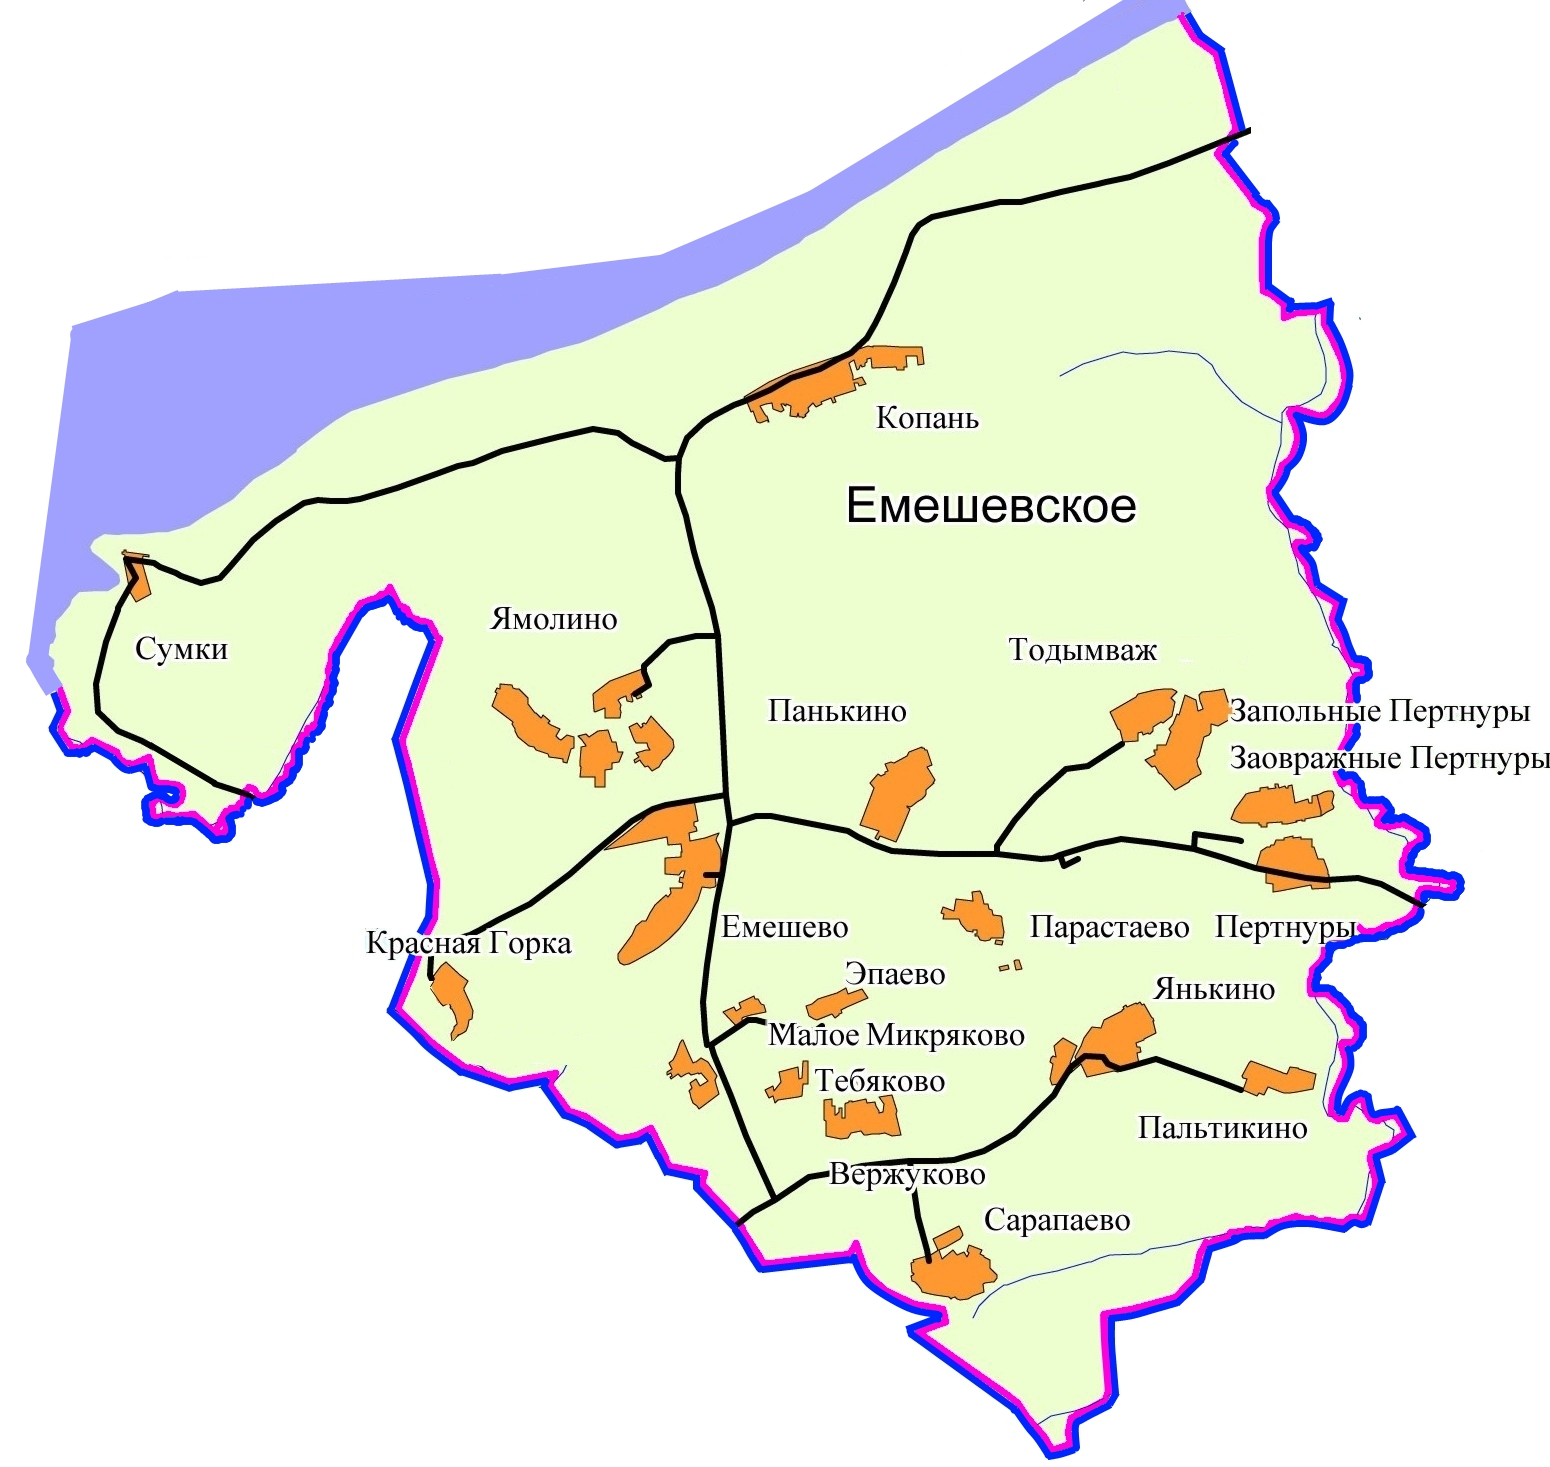 Копань
Емешевское
Ямолино
Сумки
Тодымваж
Панькино
Запольные Пертнуры
Заовражные Пертнуры
Емешево
Парастаево
Пертнуры
Красная Горка
Эпаево
Янькино
Малое Микряково
Тебяково
Пальтикино
Вержуково
Сарапаево